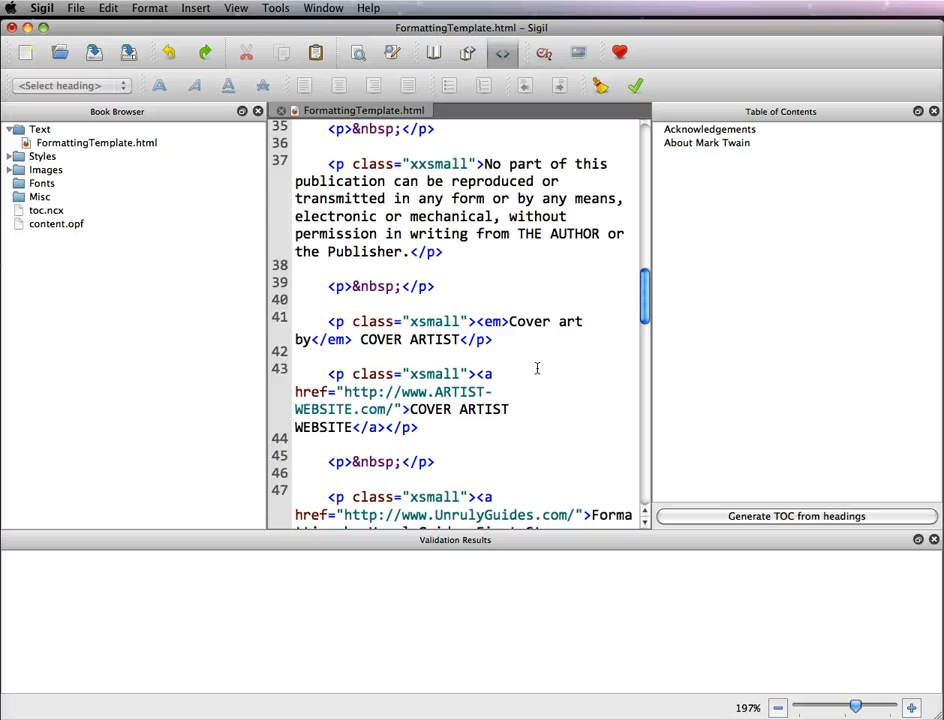 Sigil File Edit Format Insert View Tools Window Help
FormattingTemplate.html - Sigil
<Select heading>
Book Browser
FormattingTemplate.html
Table of Contents
Text
FormattingTemplate.html
Styles
Images
Fonts
Misc
toc.ncx
content.opf
35 <p>&nbsp;</p>
36
37 <p class="xxsmall">No part of this
publication can be reproduced or
transmitted in any form or by any means,
electronic or mechanical, without
permission in writing from THE AUTHOR or
the Publisher.</p>
38
39 <p>&nbsp;</p>
40
41 <p class="xsmall"><em>Cover art
by</em> COVER ARTIST</p>
42
43 <p class="xsmall"><a
href="http://www.ARTIST-
WEBSITE.com/">COVER ARTIST
WEBSITE</a></p>
44
45 <p>&nbsp;</p>
46
47 <p class="xsmall"><a
href="http://www.UnrulyGuides.com/">Forma
Acknowledgements
About Mark Twain
Generate TOC from headings
Validation Results
197%